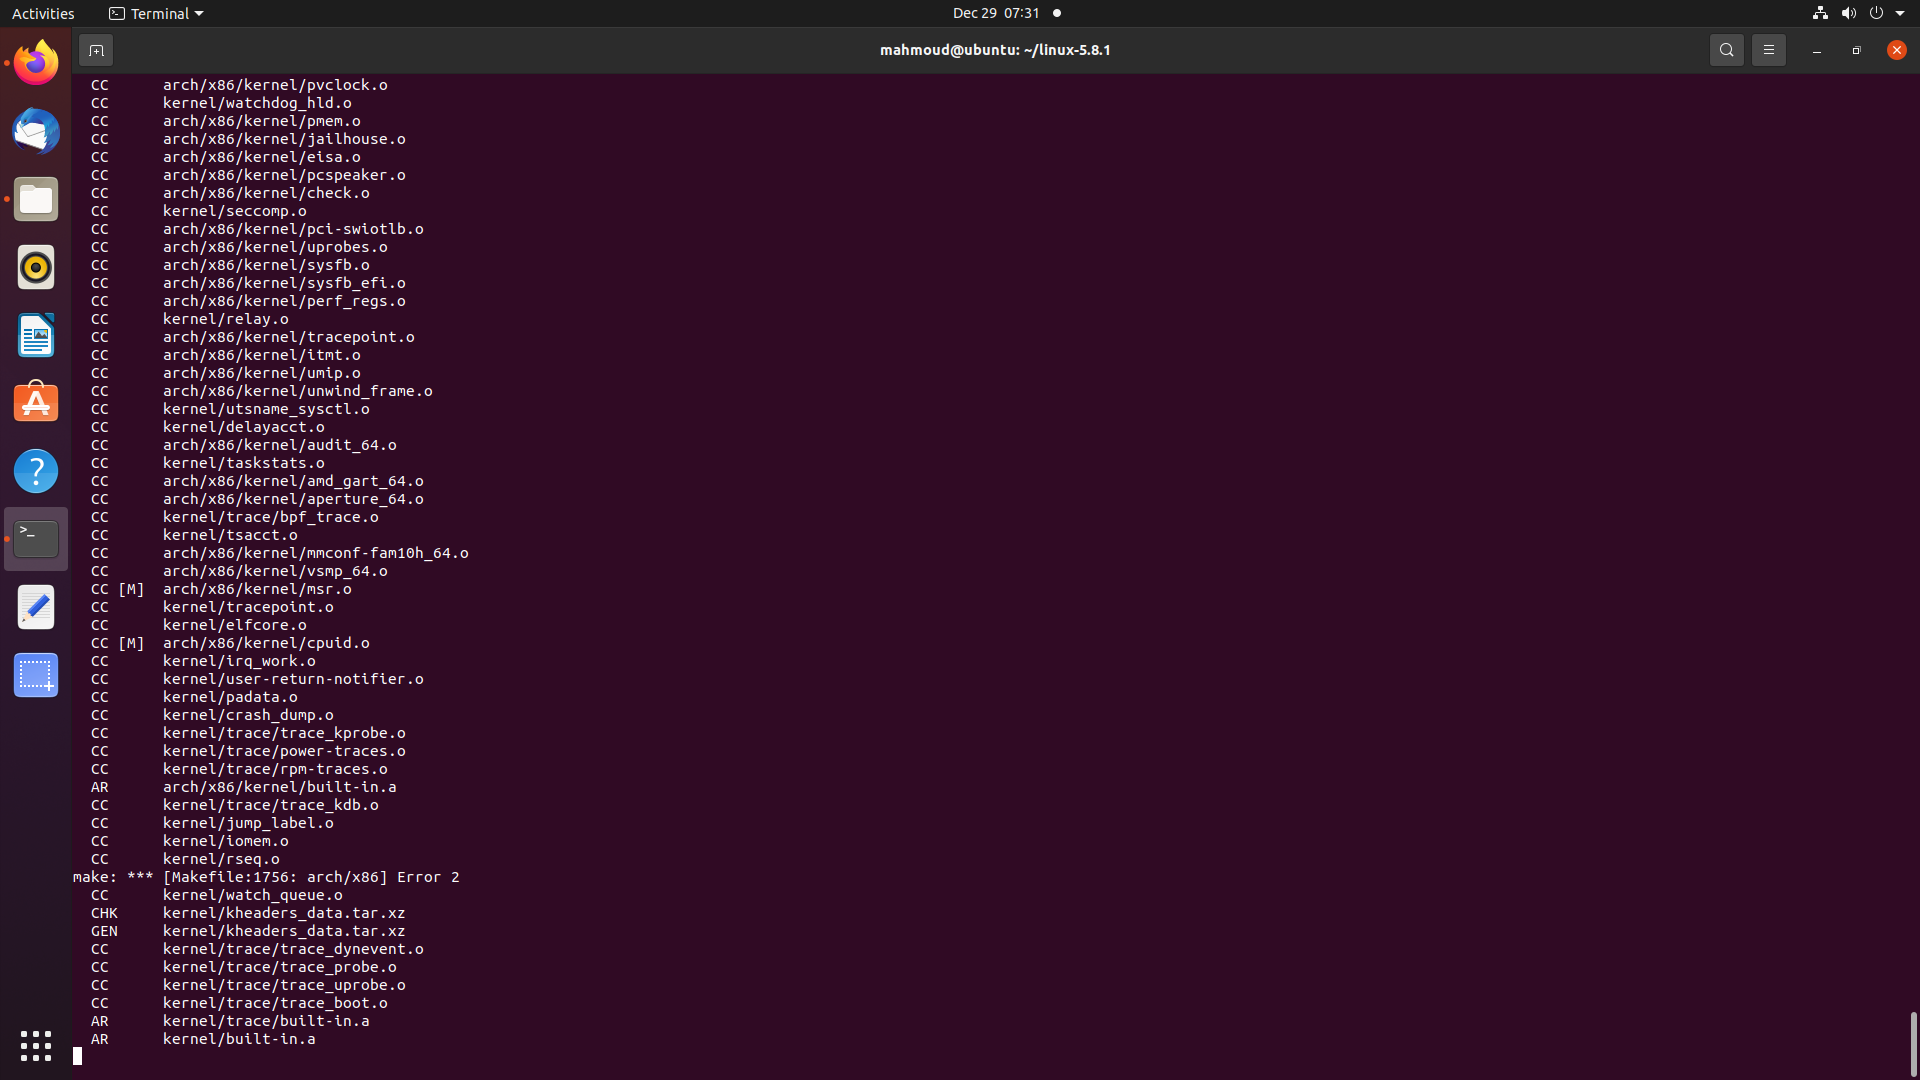 Activities
Terminal
Dec 29 07:31
mahmoud@ubuntu: ~/linux-5.8.1
CC arch/x86/kernel/pvclock.o
CC kernel/watchdog_hld.o
CC arch/x86/kernel/pmem.o
CC arch/x86/kernel/jailhouse.o
CC arch/x86/kernel/eisa.o
CC arch/x86/kernel/pcspeaker.o
CC arch/x86/kernel/check.o
CC kernel/seccomp.o
CC arch/x86/kernel/pci-swiotlb.o
CC arch/x86/kernel/uprobes.o
CC arch/x86/kernel/sysfb.o
CC arch/x86/kernel/sysfb_efi.o
CC arch/x86/kernel/perf_regs.o
CC kernel/relay.o
CC arch/x86/kernel/tracepoint.o
CC arch/x86/kernel/itmt.o
CC arch/x86/kernel/umip.o
CC arch/x86/kernel/unwind_frame.o
CC kernel/utsname_sysctl.o
CC kernel/delayacct.o
CC arch/x86/kernel/audit_64.o
CC kernel/taskstats.o
CC arch/x86/kernel/amd_gart_64.o
CC arch/x86/kernel/aperture_64.o
CC kernel/trace/bpf_trace.o
CC kernel/tsacct.o
CC arch/x86/kernel/mmconf-fam10h_64.o
CC arch/x86/kernel/vsmp_64.o
CC [M] arch/x86/kernel/msr.o
CC kernel/tracepoint.o
CC kernel/elfcore.o
CC [M] arch/x86/kernel/cpuid.o
CC kernel/irq_work.o
CC kernel/user-return-notifier.o
CC kernel/padata.o
CC kernel/crash_dump.o
CC kernel/trace/trace_kprobe.o
CC kernel/trace/power-traces.o
CC kernel/trace/rpm-traces.o
AR arch/x86/kernel/built-in.a
CC kernel/trace/trace_kdb.o
CC kernel/jump_label.o
CC kernel/iomem.o
CC kernel/rseq.o
make: *** [Makefile:1756: arch/x86] Error 2
CC kernel/watch_queue.o
CHK kernel/kheaders_data.tar.xz
GEN kernel/kheaders_data.tar.xz
CC kernel/trace/trace_dynevent.o
CC kernel/trace/trace_probe.o
CC kernel/trace/trace_uprobe.o
CC kernel/trace/trace_boot.o
AR kernel/trace/built-in.a
AR kernel/built-in.a